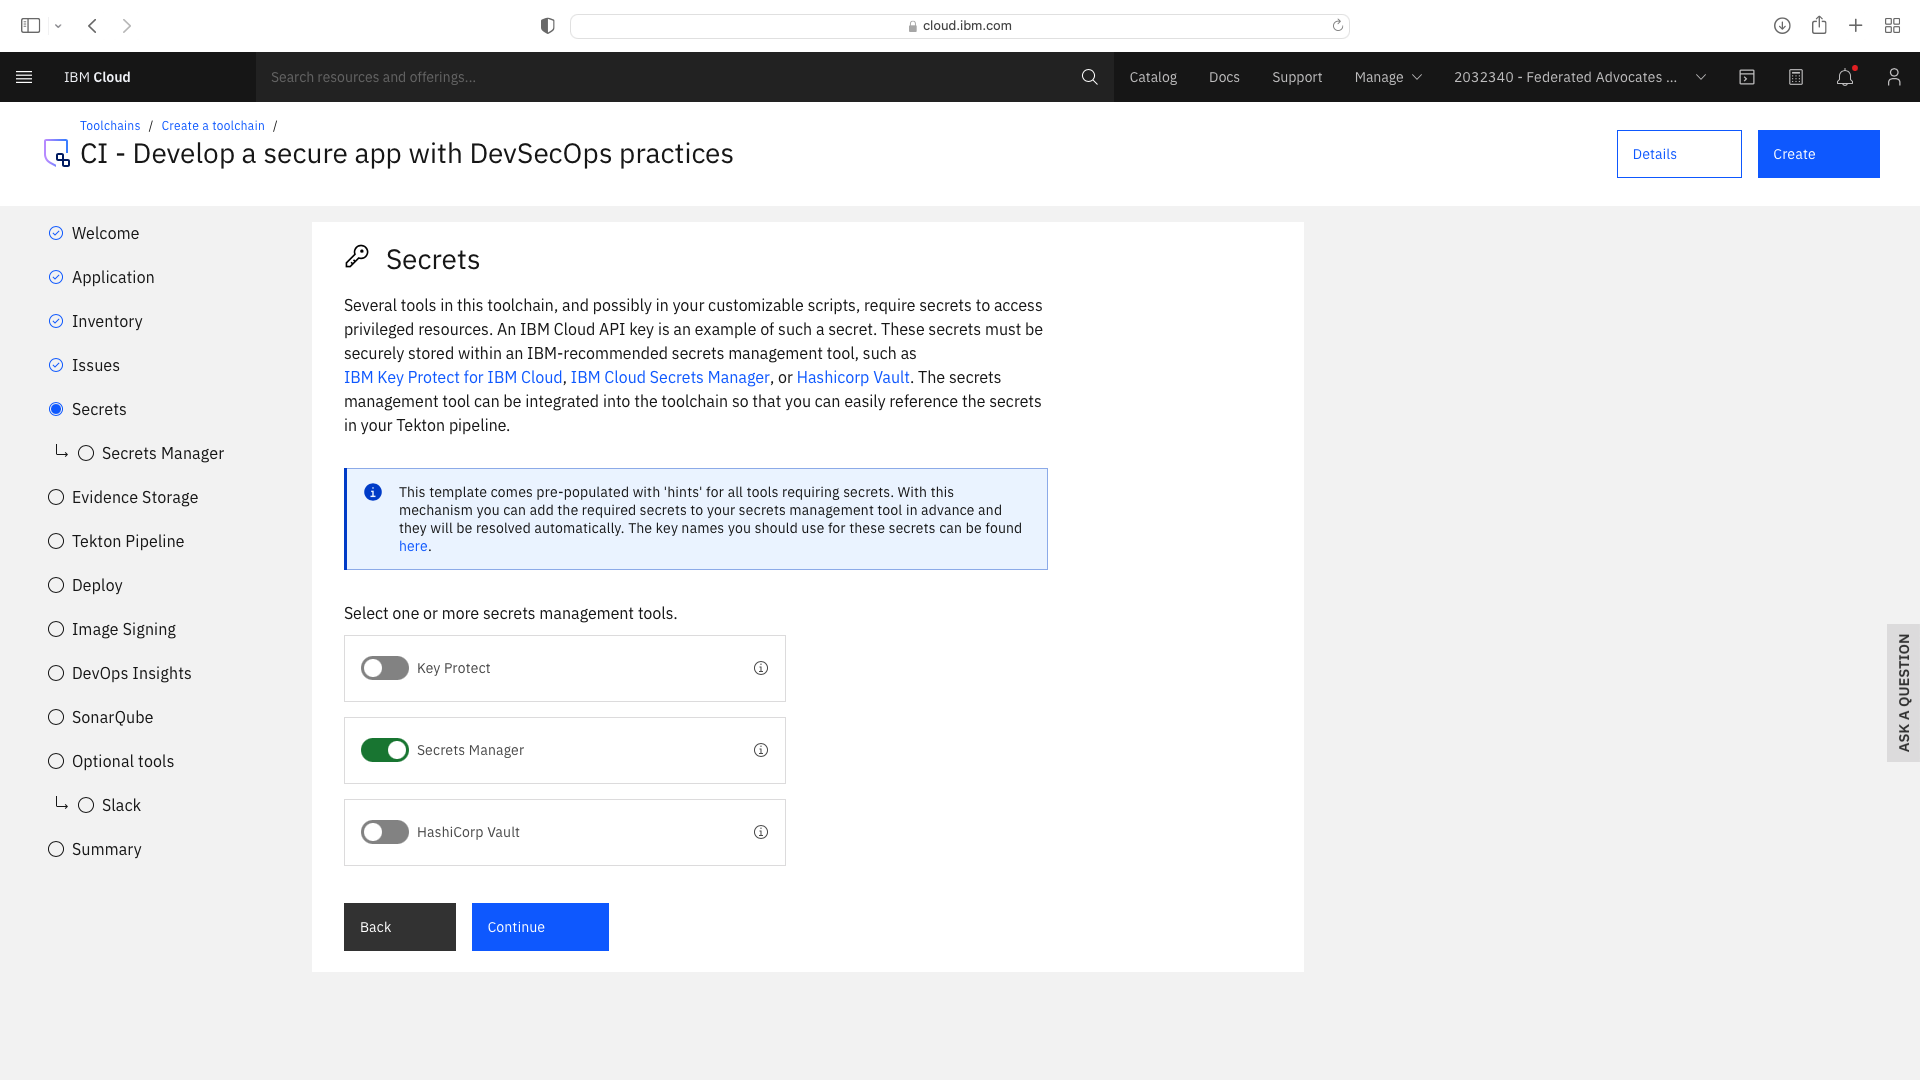 cloud.ibm.com
IBM Cloud
Search resources and offerings...
Catalog
Docs
Support
Manage
2032340 - Federated Advocates ...
Toolchains / Create a toolchain /
CI - Develop a secure app with DevSecOps practices
Details
Create
Welcome
Application
Inventory
Issues
Secrets
Secrets Manager
Evidence Storage
Tekton Pipeline
Deploy
Image Signing
DevOps Insights
SonarQube
Optional tools
Slack
Summary
Secrets
Several tools in this toolchain, and possibly in your customizable scripts, require secrets to access
privileged resources. An IBM Cloud API key is an example of such a secret. These secrets must be
securely stored within an IBM-recommended secrets management tool, such as
IBM Key Protect for IBM Cloud, IBM Cloud Secrets Manager, or Hashicorp Vault. The secrets
management tool can be integrated into the toolchain so that you can easily reference the secrets
in your Tekton pipeline.
This template comes pre-populated with 'hints' for all tools requiring secrets. With this
mechanism you can add the required secrets to your secrets management tool in advance and
they will be resolved automatically. The key names you should use for these secrets can be found
here.
Select one or more secrets management tools.
Key Protect
Secrets Manager
HashiCorp Vault
Back
Continue
ASK A QUESTION